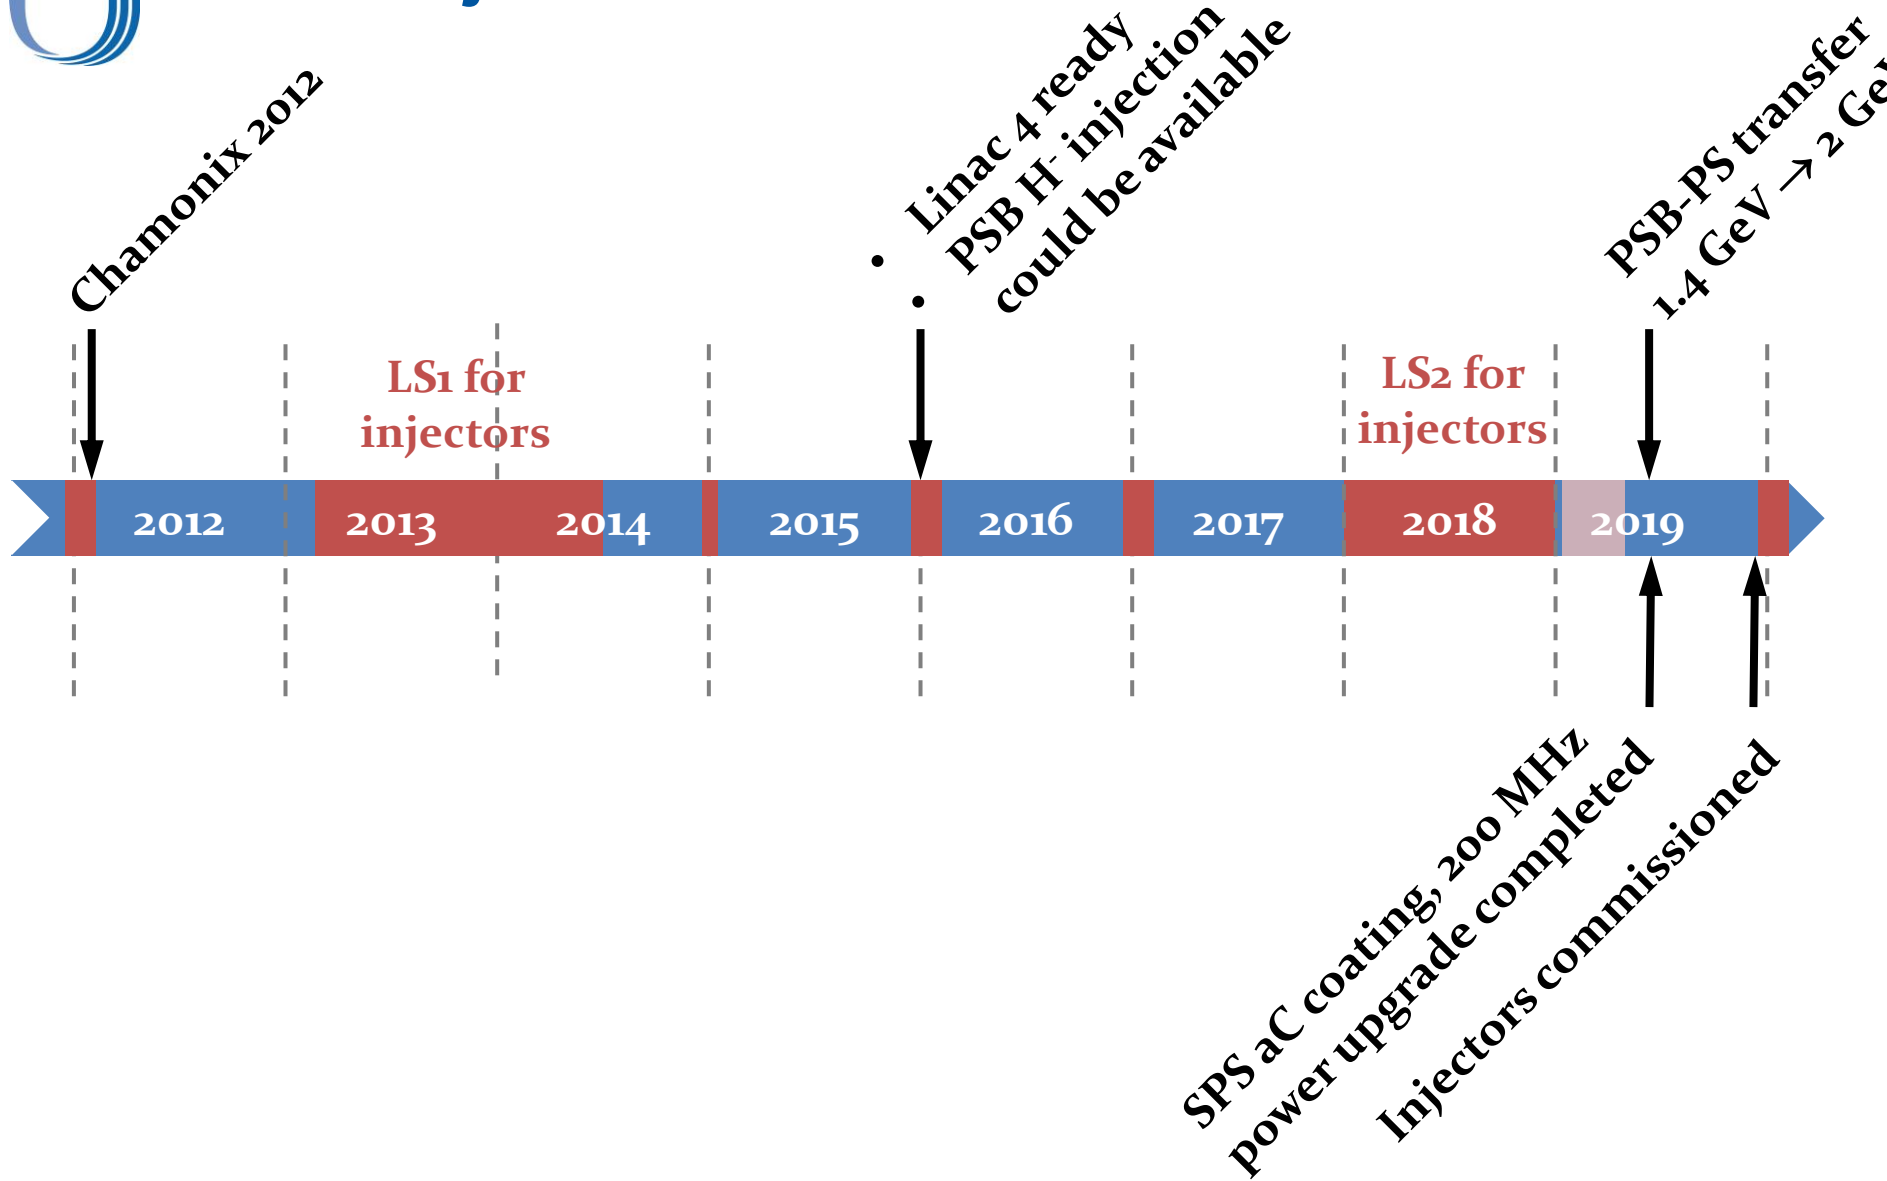 Chamonix 2012
• Linac 4 ready
• PSB H- injection
could be available
PSB-PS transfer
1.4 GeV → 2 GeV
LS1 for
injectors
LS2 for
injectors
2012
2013
2014
2015
2016
2017
2018
2019
SPS aC coating, 200 MHz
power upgrade completed
Injectors commissioned